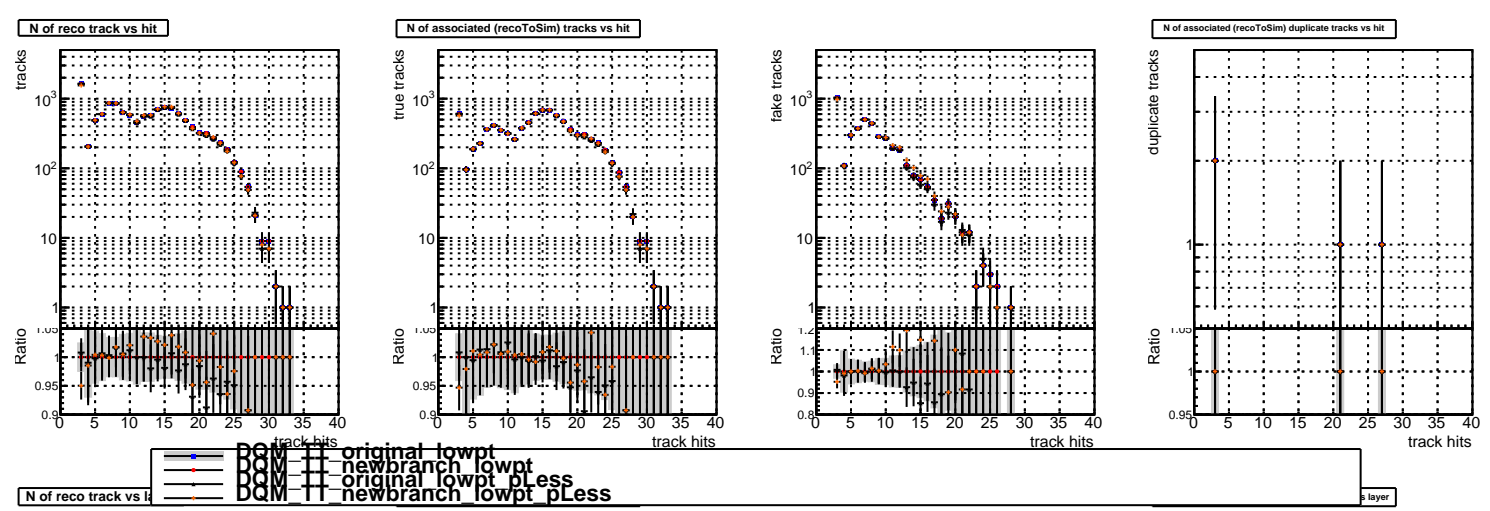 N of reco track vs hit
N of associated (recoToSim) tracks vs hit
N of associated (recoToSim) duplicate tracks vs hit
tracks
10³
10²
10
1
Ratio
1.05
1
0.95
0.9
0 5 10 15 20 25 30 35 40
track hits
true tracks
10³
10²
10
1
Ratio
1.05
1
0.95
0.9
0 5 10 15 20 25 30 35 40
track hits
fake tracks
10³
10²
10
1
Ratio
1.2
1.1
1
0.9
0.8
0 5 10 15 20 25 30 35 40
track hits
duplicate tracks
1
Ratio
1.05
1
0.95
0 5 10 15 20 25 30 35 40
track hits
DQM_TT_original_lowpt
DQM_TT_newbranch_lowpt
DQM_TT_original_lowpt_pLess
DQM_TT_newbranch_lowpt_pLess
N of reco track vs
layer